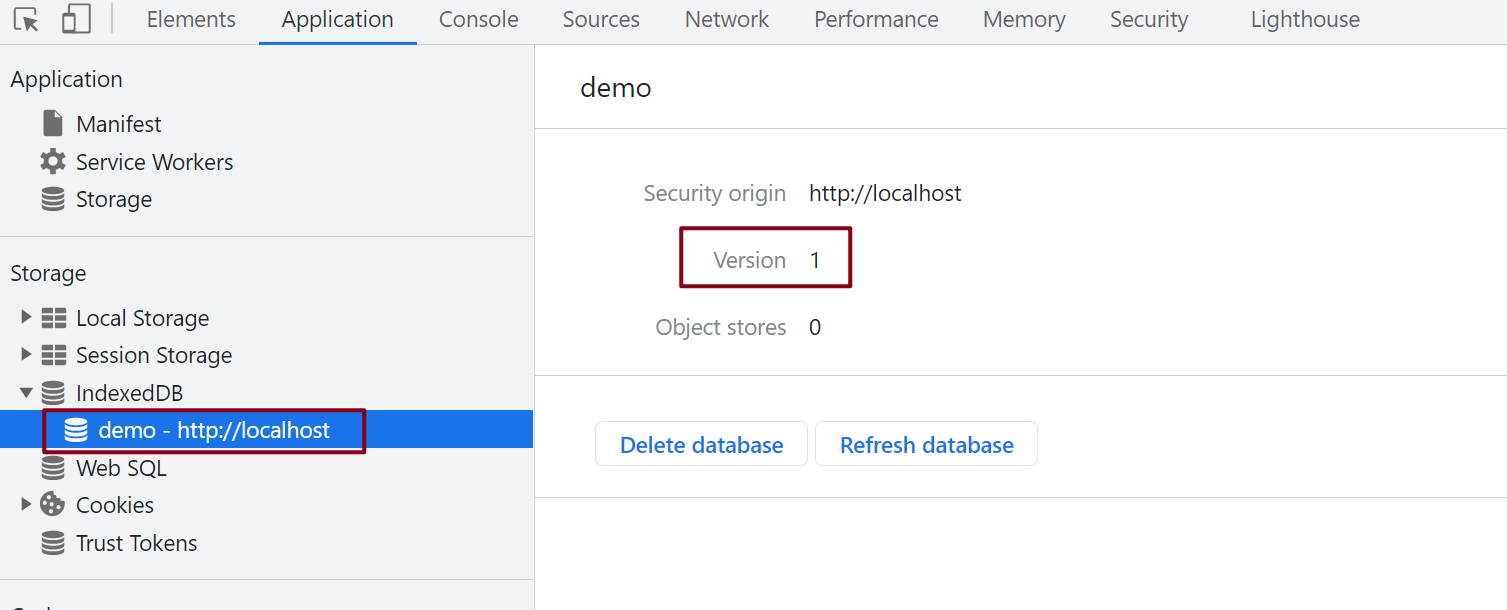 Elements Application Console Sources Network Performance Memory Security Lighthouse
Application
Manifest
Service Workers
Storage
Storage
Local Storage
Session Storage
IndexedDB
demo - http://localhost
Web SQL
Cookies
Trust Tokens
demo
Security origin http://localhost
Version 1
Object stores 0
Delete database Refresh database